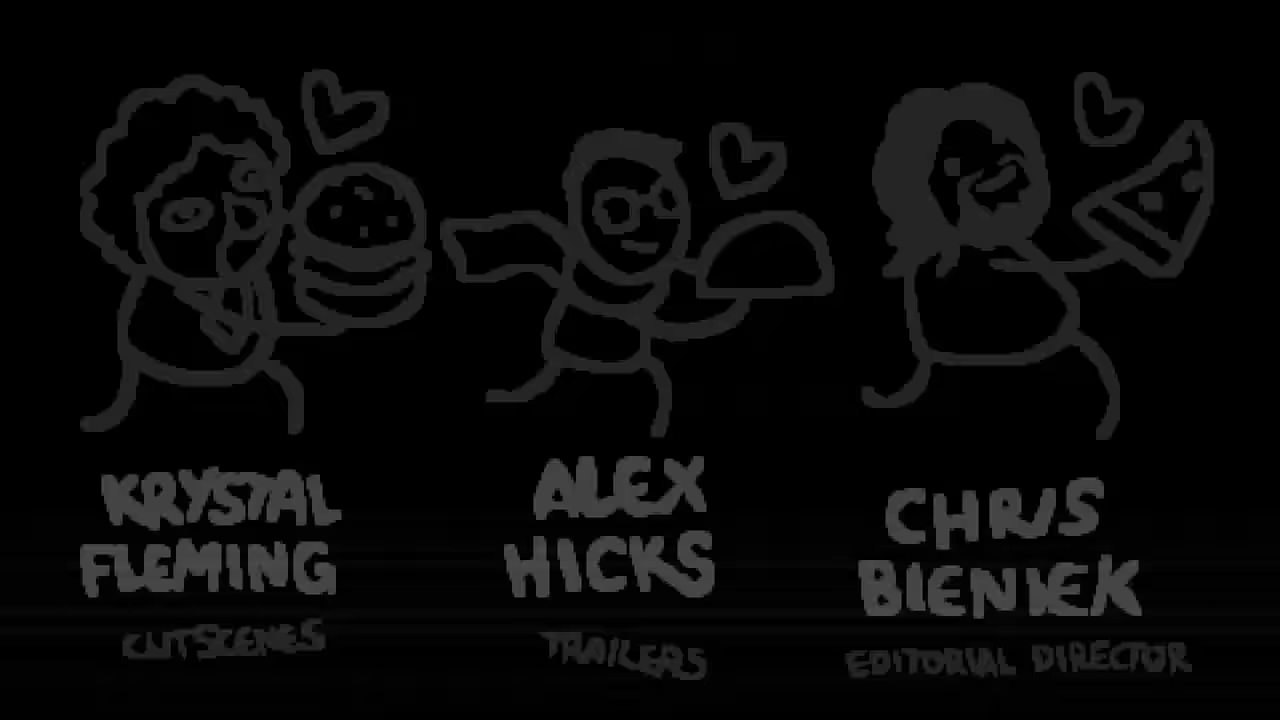 KRYSTAL
FLEMING
CUTSCENES
ALEX
HICKS
TRAILERS
CHRIS
BIENIEK
EDITORIAL DIRECTOR